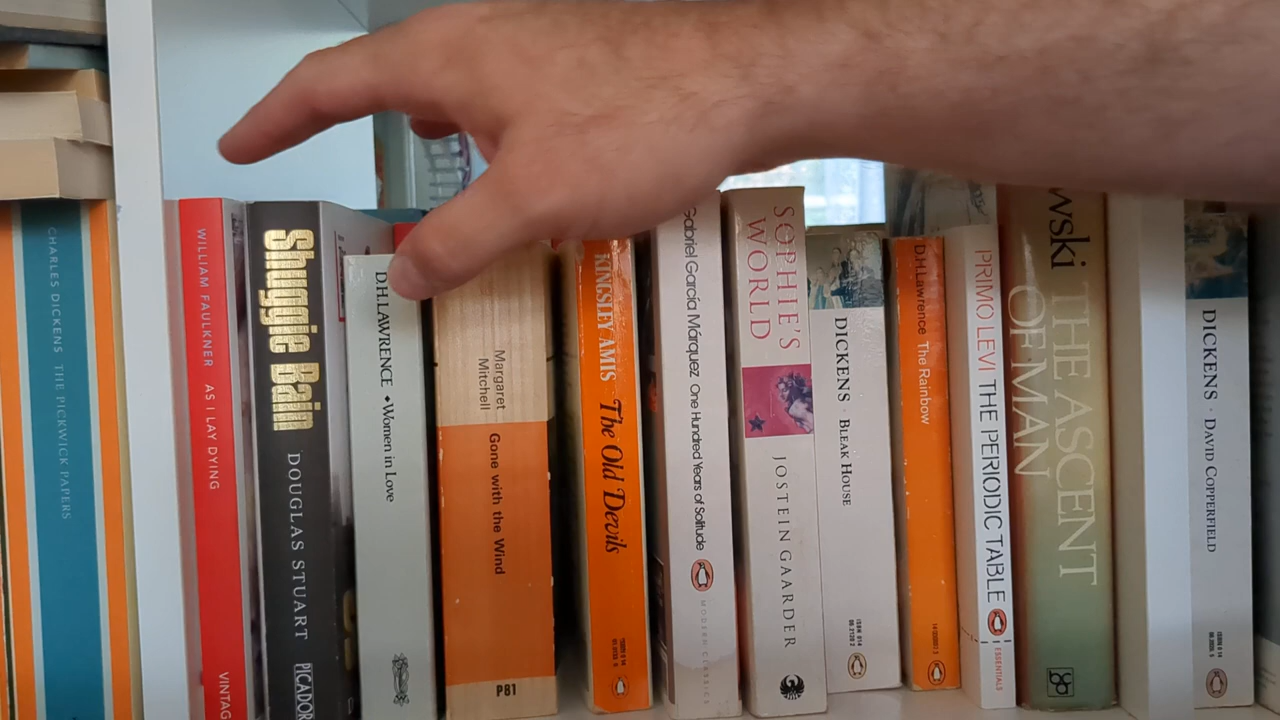 CHARLES DICKENS THE PICKWICK PAPERS
WILLIAM FAULKNER AS I LAY DYING
VINTAG
Shuggie Bain
DOUGLAS STUART
PICADOR
D.H.LAWRENCE ◆ Women in Love
Margaret
Mitchell
Gone with the Wind
P81
KINGSLEY AMIS The Old Devils
Gabriel García Márquez One Hundred Years of Solitude
MODERN CLASSICS
SOPHIE'S
WORLD
JOSTEIN GAARDER
DICKENS · BLEAK HOUSE
D.H.Lawrence The Rainbow
PRIMO LEVI THE PERIODIC TABLE
ESSENTIALS
wski THE ASCENT
OF MAN
DICKENS · DAVID COPPERFIELD